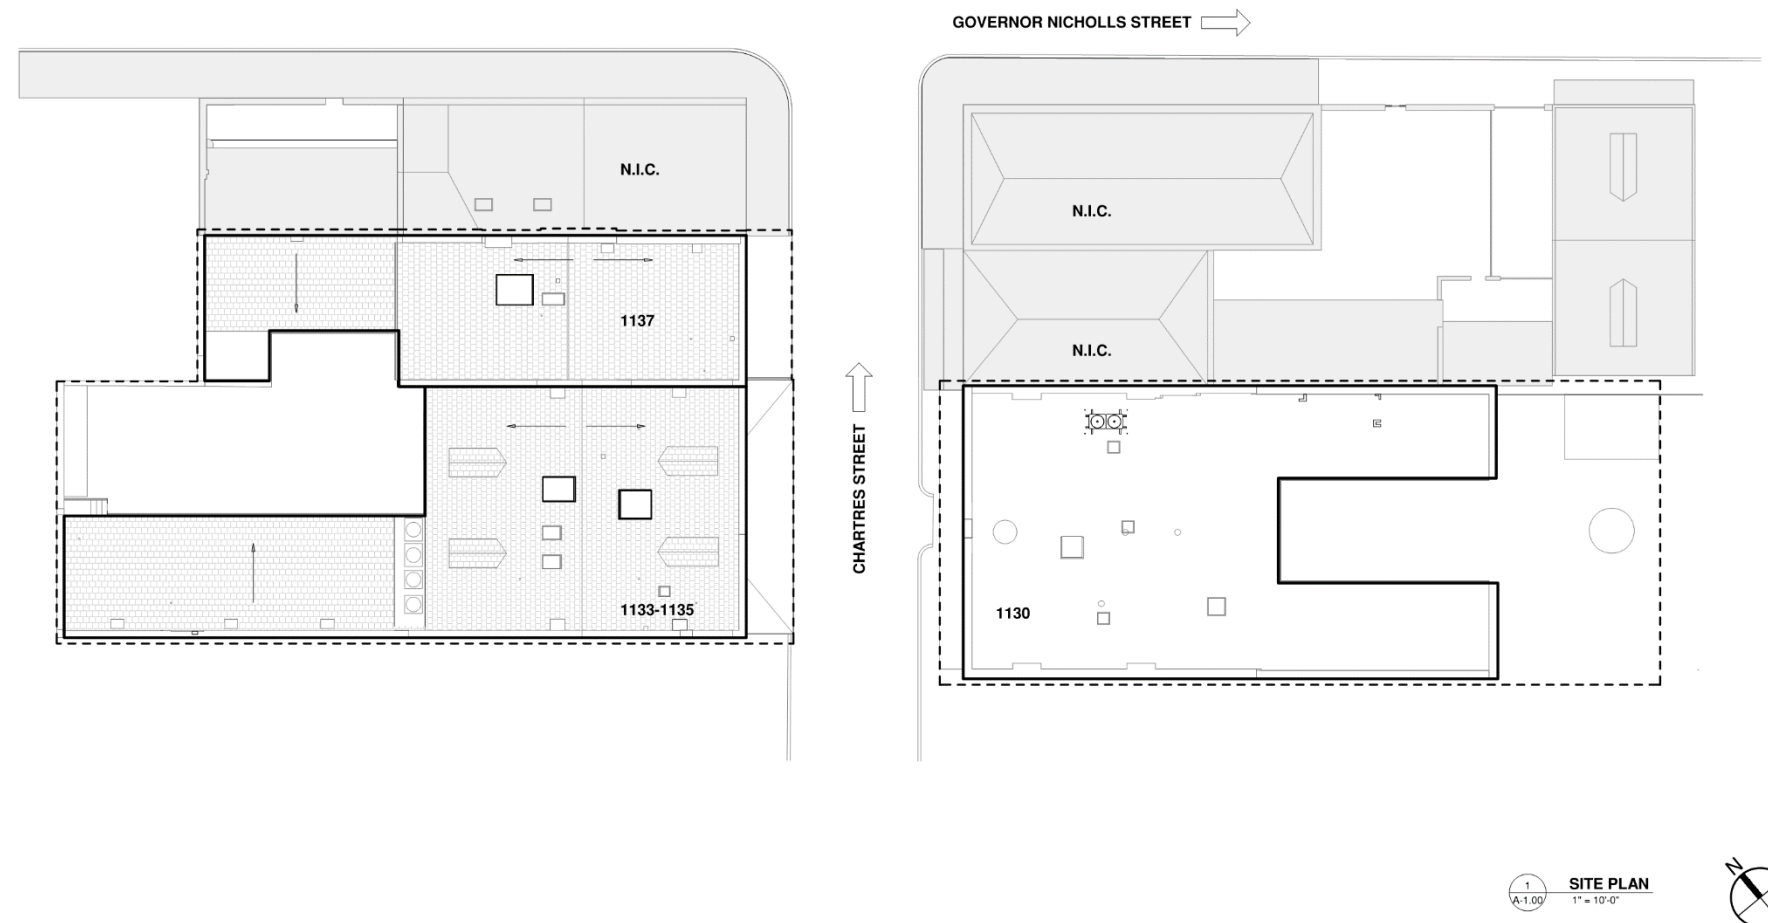 GOVERNOR NICHOLLS STREET
N.I.C.
N.I.C.
1137
N.I.C.
CHARTRES STREET
1133-1135
1130
1
A-1.00
SITE PLAN
1" = 10'-0"
N